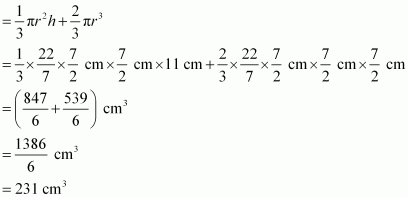 = 1/3 πr²h + 2/3 πr³
= 1/3 × 22/7 × 7/2 cm × 7/2 cm × 11 cm + 2/3 × 22/7 × 7/2 cm × 7/2 cm × 7/2 cm
= (847/6 + 539/6) cm³
= 1386/6 cm³
= 231 cm³